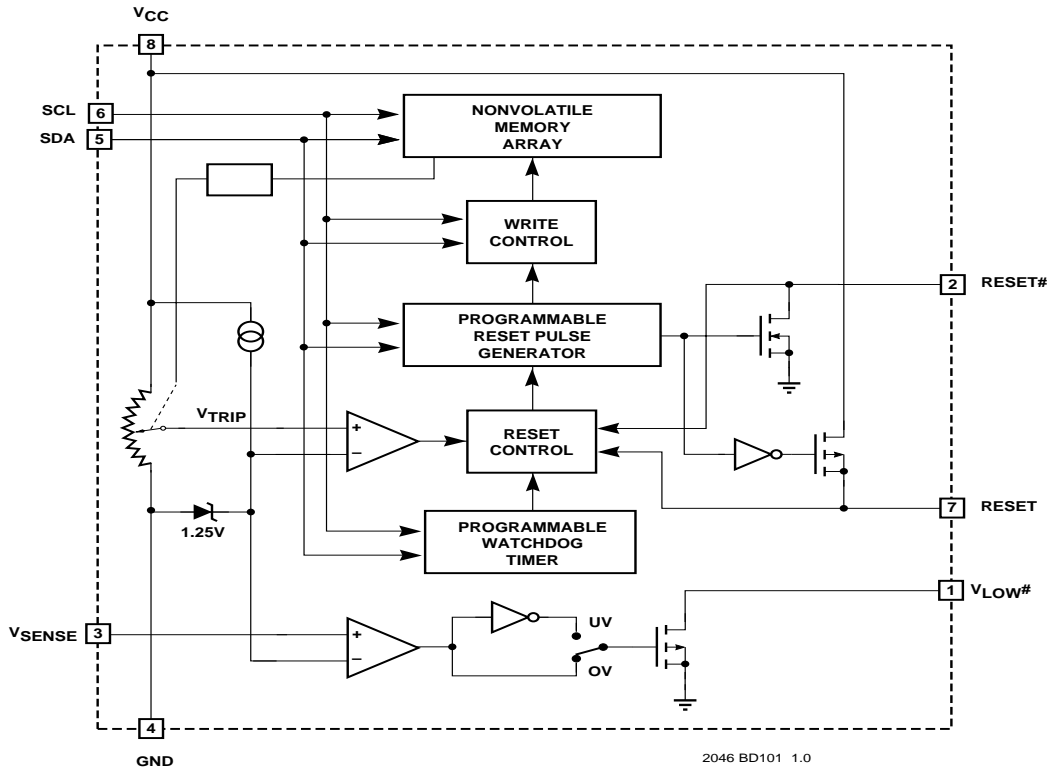 VCC
8
SCL
6
SDA
5
NONVOLATILE
MEMORY
ARRAY
WRITE
CONTROL
2
RESET#
PROGRAMMABLE
RESET PULSE
GENERATOR
VTRIP
+
–
RESET
CONTROL
1.25V
7
RESET
PROGRAMMABLE
WATCHDOG
TIMER
1
VLOW#
VSENSE
3
+
–
UV
OV
4
GND
2046 BD101 1.0